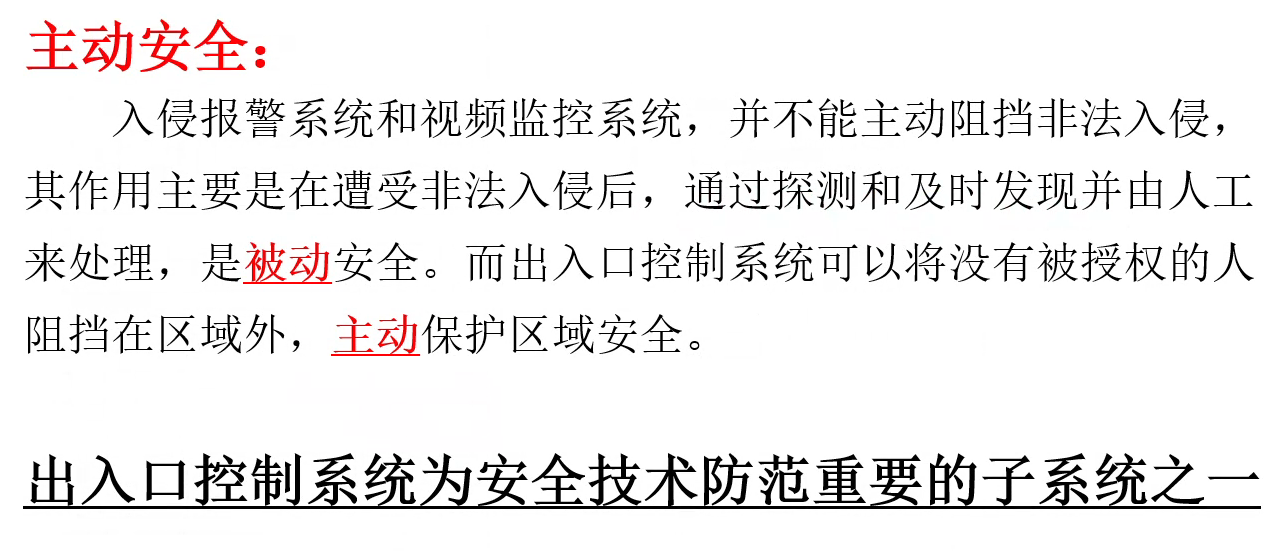 主动安全：
入侵报警系统和视频监控系统，并不能主动阻挡非法入侵，
其作用主要是在遭受非法入侵后，通过探测和及时发现并由人工
来处理，是被动安全。而出入口控制系统可以将没有被授权的人
阻挡在区域外，主动保护区域安全。
出入口控制系统为安全技术防范重要的子系统之一